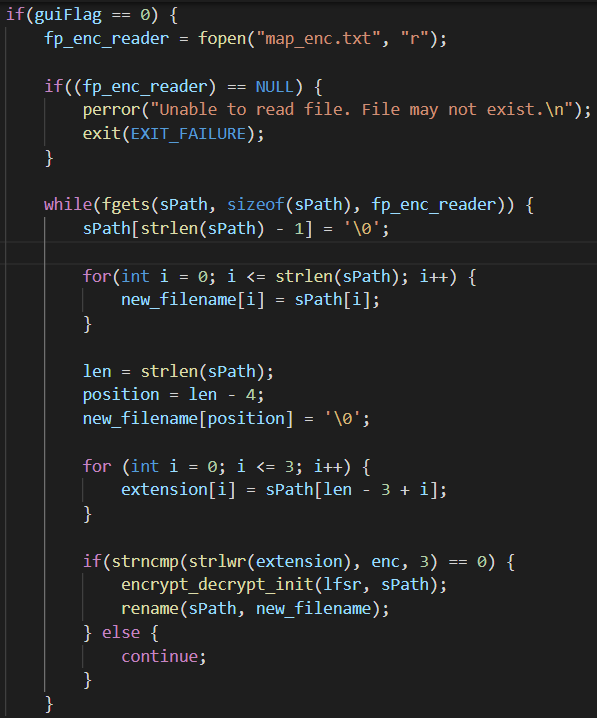 if(guiFlag == 0) {
fp_enc_reader = fopen("map_enc.txt", "r");
if((fp_enc_reader) == NULL) {
perror("Unable to read file. File may not exist.\n");
exit(EXIT_FAILURE);
}
while(fgets(sPath, sizeof(sPath), fp_enc_reader)) {
sPath[strlen(sPath) - 1] = '\0';
for(int i = 0; i <= strlen(sPath); i++) {
new_filename[i] = sPath[i];
}
len = strlen(sPath);
position = len - 4;
new_filename[position] = '\0';
for (int i = 0; i <= 3; i++) {
extension[i] = sPath[len - 3 + i];
}
if(strncmp(strlwr(extension), enc, 3) == 0) {
encrypt_decrypt_init(lfsr, sPath);
rename(sPath, new_filename);
} else {
continue;
}
}